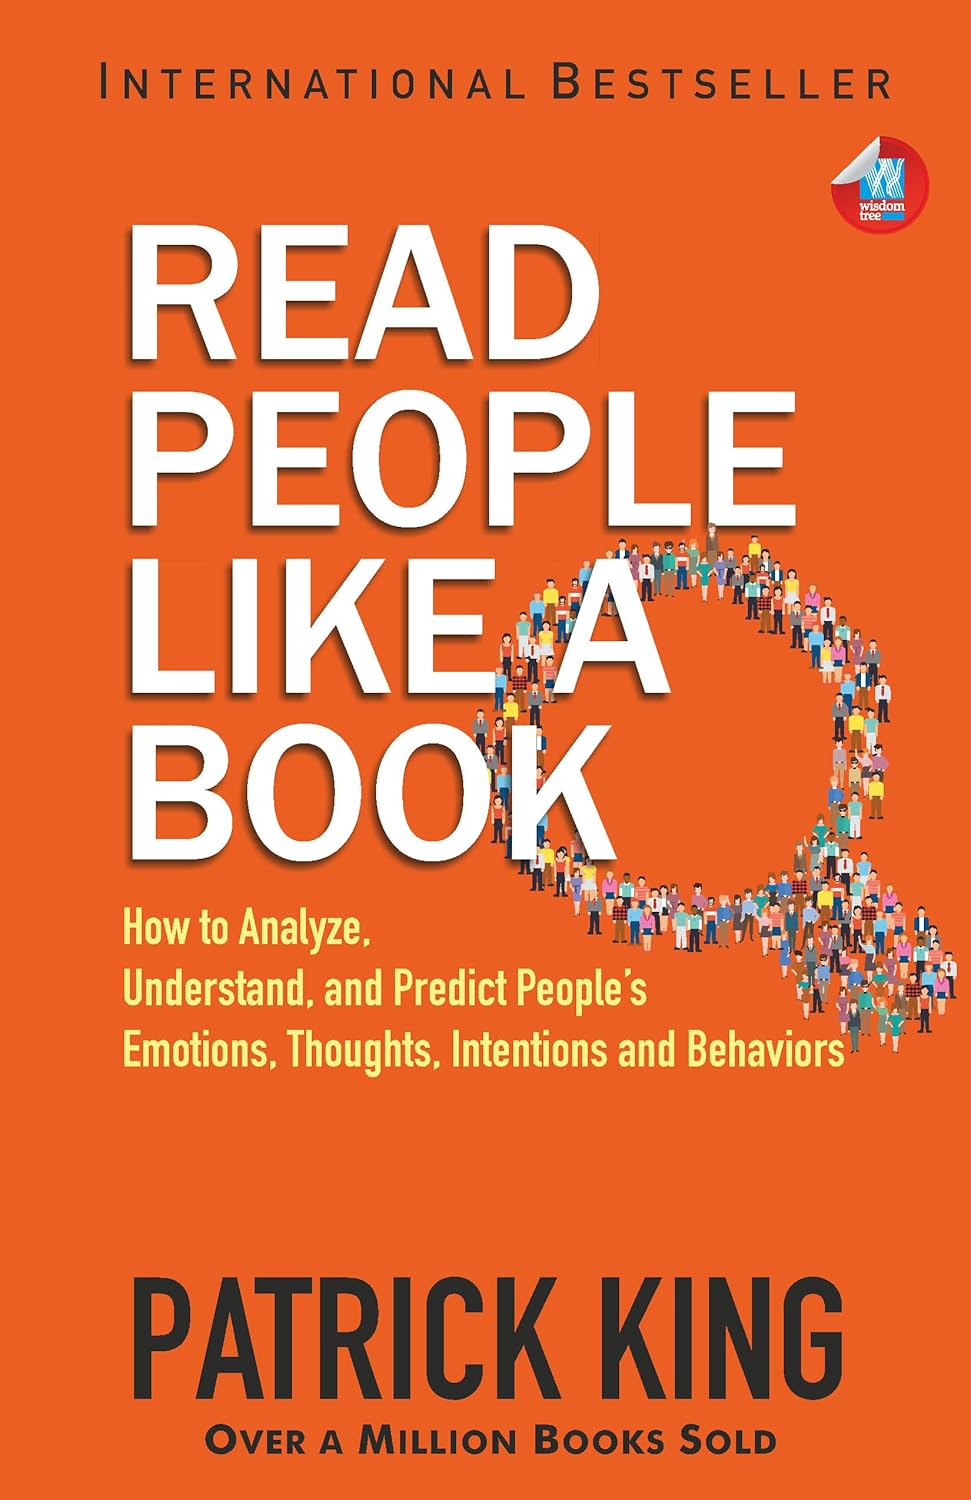 INTERNATIONAL BESTSELLER
W
wisdom
tree
READ
PEOPLE
LIKE A
BOOK
How to Analyze,
Understand, and Predict People's
Emotions, Thoughts, Intentions and Behaviors
PATRICK KING
OVER A MILLION BOOKS SOLD